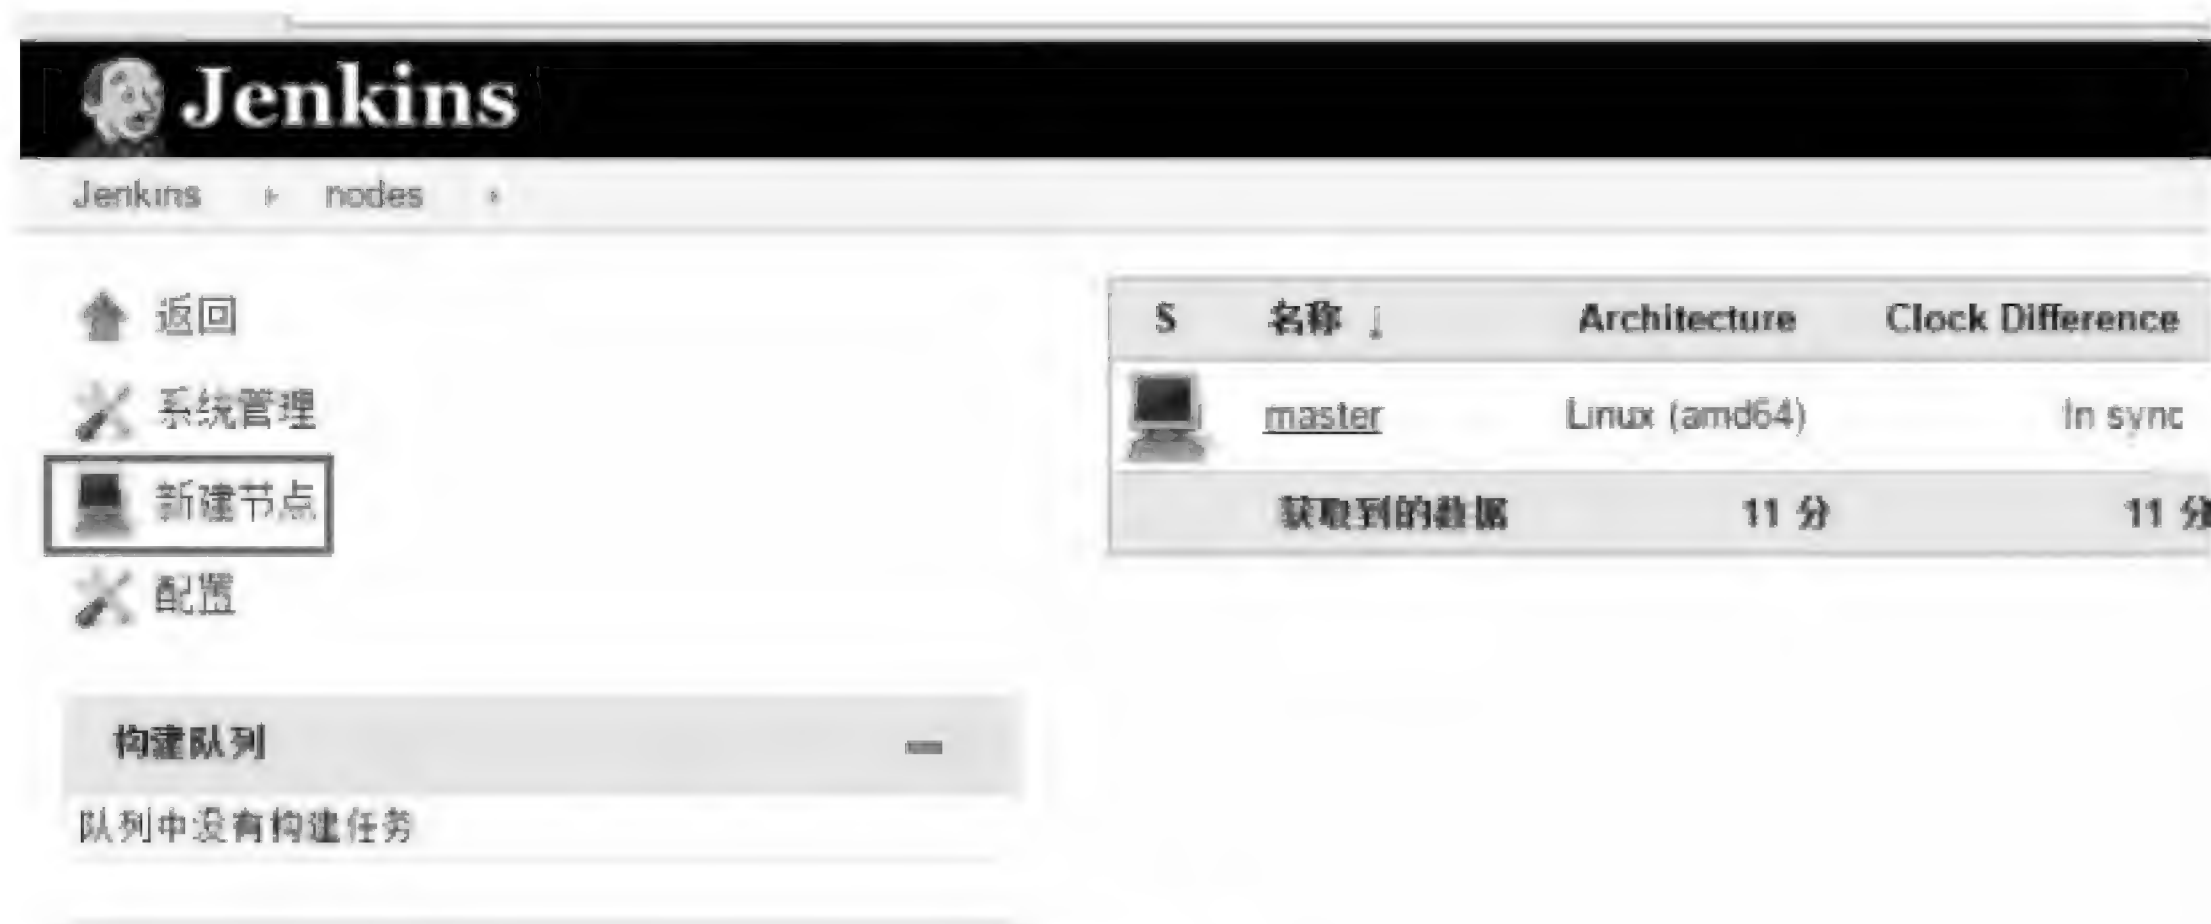 Jenkins
Jenkins nodes
返回
系统管理
新建节点
配置
构建队列
队列中没有构建任务
S 名称 ↓ Architecture Clock Difference
master Linux (amd64) In sync
获取到的数据 11 分 11 分